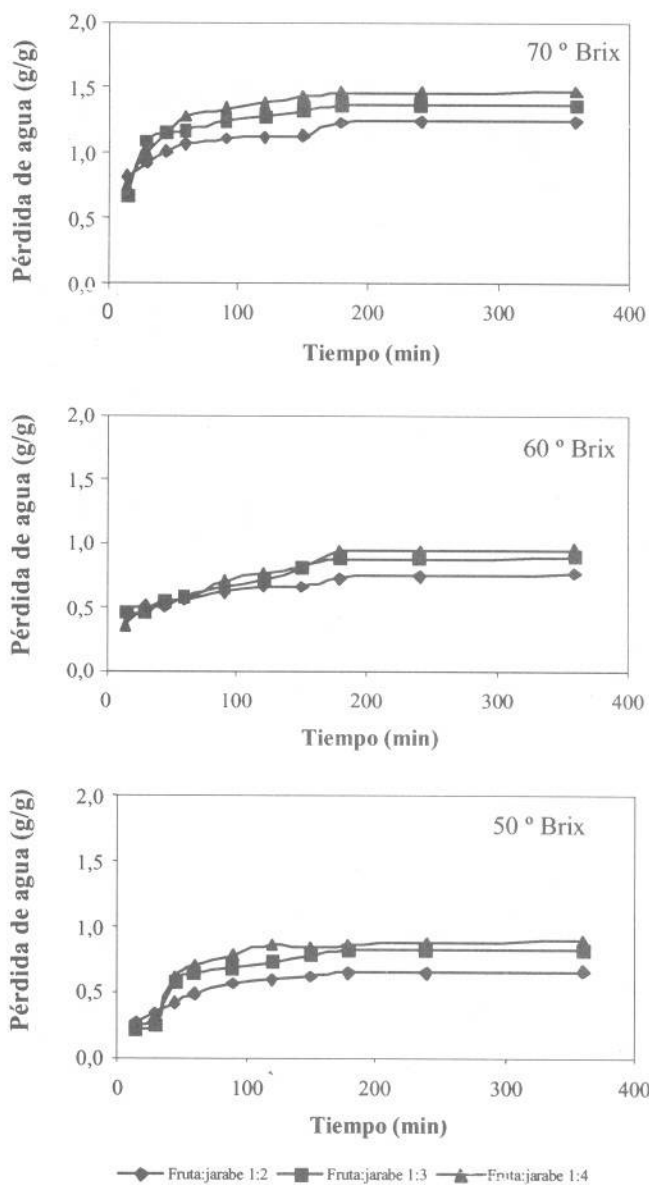 2,0
70 º Brix
1,5
1,0
0,5
0,0
0 100 200 300 400
Pérdida de agua (g/g)
Tiempo (min)
2,0
60 º Brix
1,5
1,0
0,5
0,0
0 100 200 300 400
Pérdida de agua (g/g)
Tiempo (min)
2,0
50 º Brix
1,5
1,0
0,5
0,0
0 100 200 300 400
Pérdida de agua (g/g)
Tiempo (min)
Fruta:jarabe 1:2 Fruta:jarabe 1:3 Fruta:jarabe 1:4